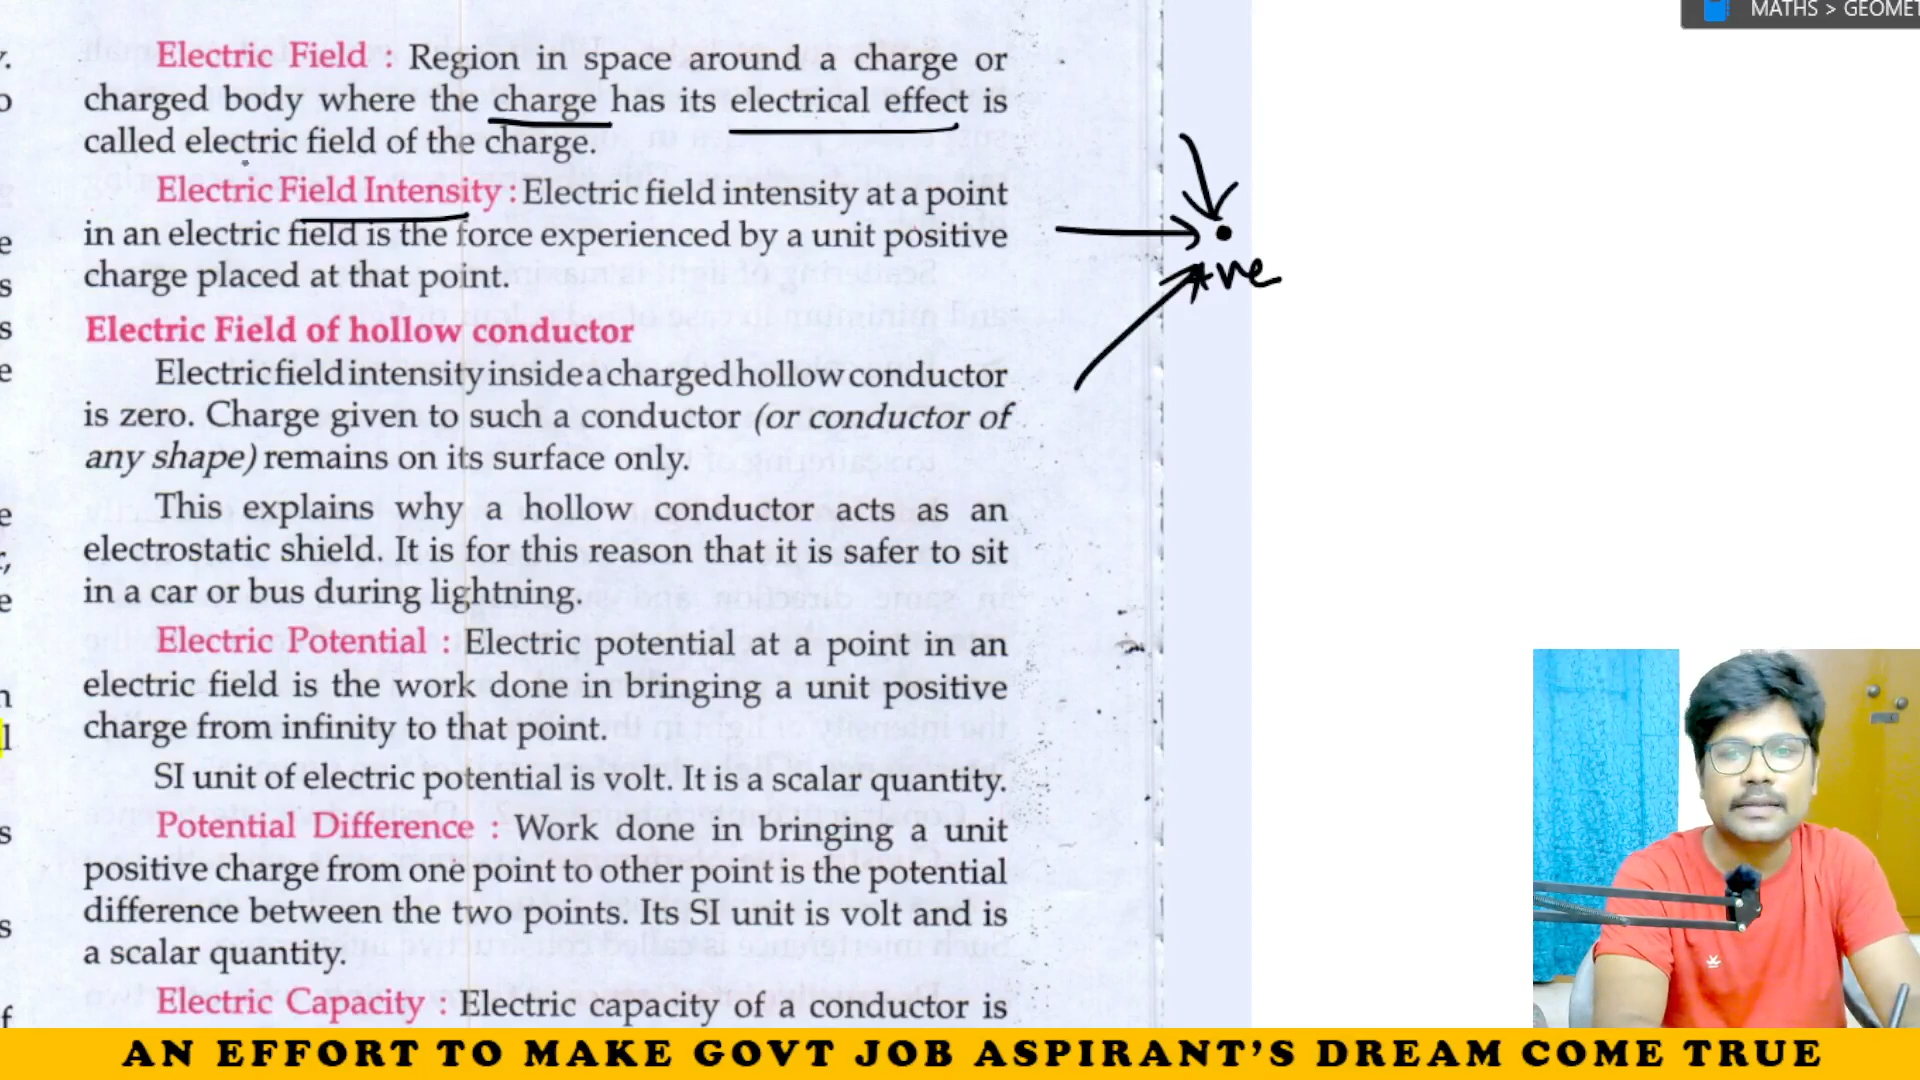 MATHS > GEOMET
Electric Field : Region in space around a charge or
charged body where the charge has its electrical effect is
called electric field of the charge.
Electric Field Intensity : Electric field intensity at a point
in an electric field is the force experienced by a unit positive
charge placed at that point.
+ve
Electric Field of hollow conductor
Electric field intensity inside a charged hollow conductor
is zero. Charge given to such a conductor (or conductor of
any shape) remains on its surface only.
This explains why a hollow conductor acts as an
electrostatic shield. It is for this reason that it is safer to sit
in a car or bus during lightning.
Electric Potential : Electric potential at a point in an
electric field is the work done in bringing a unit positive
charge from infinity to that point.
SI unit of electric potential is volt. It is a scalar quantity.
Potential Difference : Work done in bringing a unit
positive charge from one point to other point is the potential
difference between the two points. Its SI unit is volt and is
a scalar quantity.
Electric Capacity : Electric capacity of a conductor is
AN EFFORT TO MAKE GOVT JOB ASPIRANT'S DREAM COME TRUE